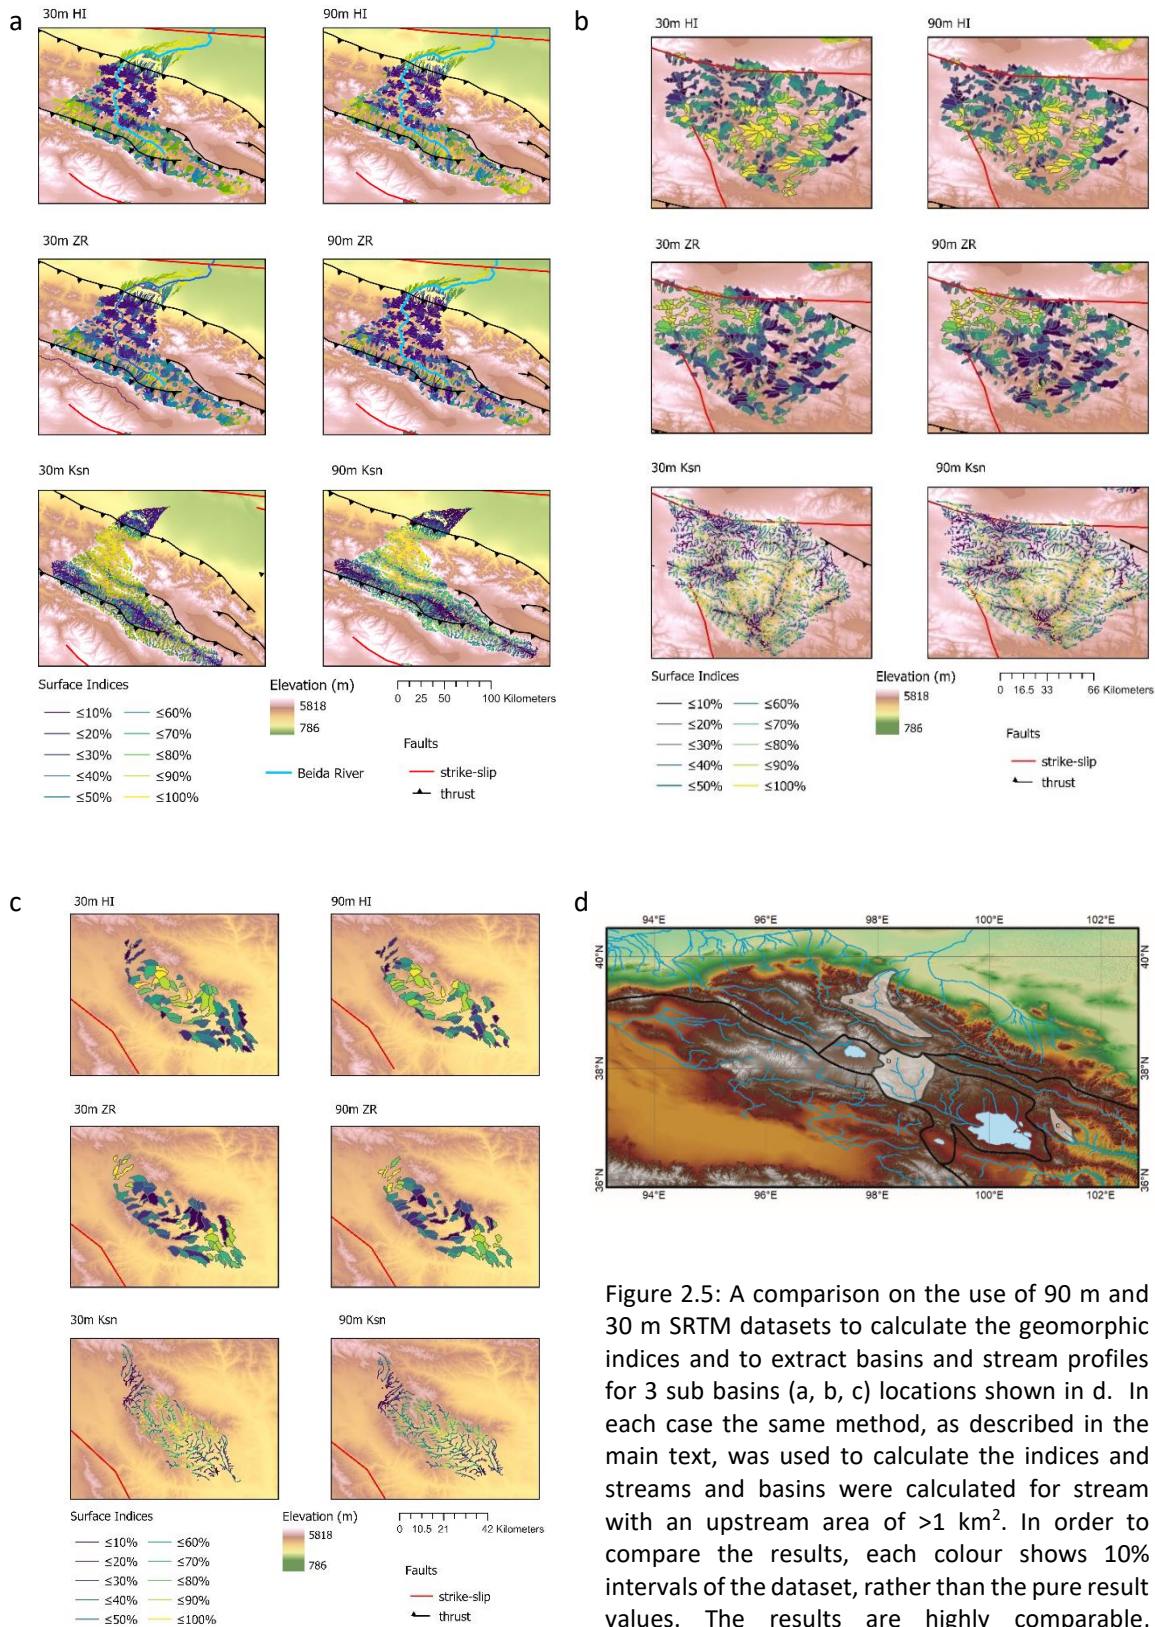 a
30m HI
90m HI
30m ZR
90m ZR
30m Ksn
90m Ksn
Surface Indices
≤10%
≤20%
≤30%
≤40%
≤50%
≤60%
≤70%
≤80%
≤90%
≤100%
Elevation (m)
5818
786
Beida River
0 25 50 100 Kilometers
Faults
strike-slip
thrust
b
30m HI
90m HI
30m ZR
90m ZR
30m Ksn
90m Ksn
Surface Indices
≤10%
≤20%
≤30%
≤40%
≤50%
≤60%
≤70%
≤80%
≤90%
≤100%
Elevation (m)
5818
786
0 16.5 33 66 Kilometers
Faults
strike-slip
thrust
c
30m HI
90m HI
30m ZR
90m ZR
30m Ksn
90m Ksn
Surface Indices
≤10%
≤20%
≤30%
≤40%
≤50%
≤60%
≤70%
≤80%
≤90%
≤100%
Elevation (m)
5818
786
0 10.5 21 42 Kilometers
Faults
strike-slip
thrust
d
94°E 96°E 98°E 100°E 102°E
40°N 40°N
38°N 38°N
36°N 36°N
a
b
c
94°E 96°E 98°E 100°E 102°E
Figure 2.5: A comparison on the use of 90 m and
30 m SRTM datasets to calculate the geomorphic
indices and to extract basins and stream profiles
for 3 sub basins (a, b, c) locations shown in d. In
each case the same method, as described in the
main text, was used to calculate the indices and
streams and basins were calculated for stream
with an upstream area of >1 km². In order to
compare the results, each colour shows 10%
intervals of the dataset, rather than the pure result
values. The results are highly comparable.